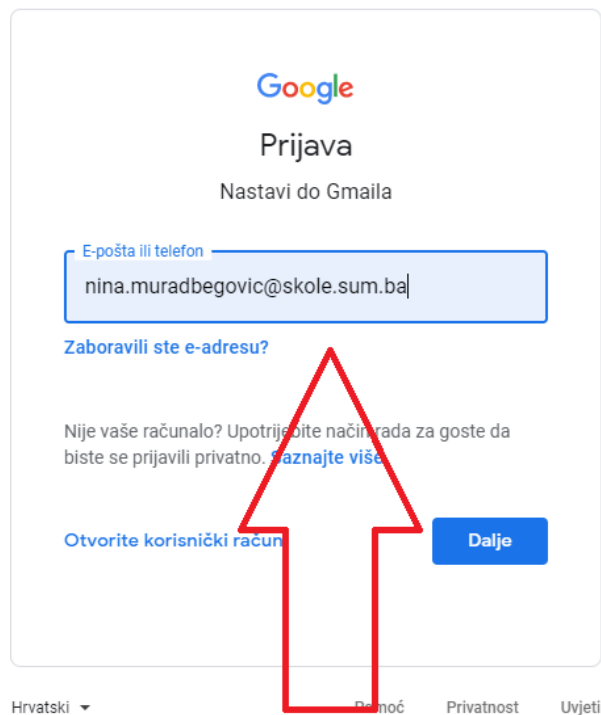 Google
Prijava
Nastavi do Gmaila
E-pošta ili telefon
nina.muradbegovic@skole.sum.ba
Zaboravili ste e-adresu?
Nije vaše računalo? Upotrijebite način rada za goste da
biste se prijavili privatno. Saznajte više
Otvorite korisnički račun
Dalje
Hrvatski
Pomoć Privatnost Uvjeti